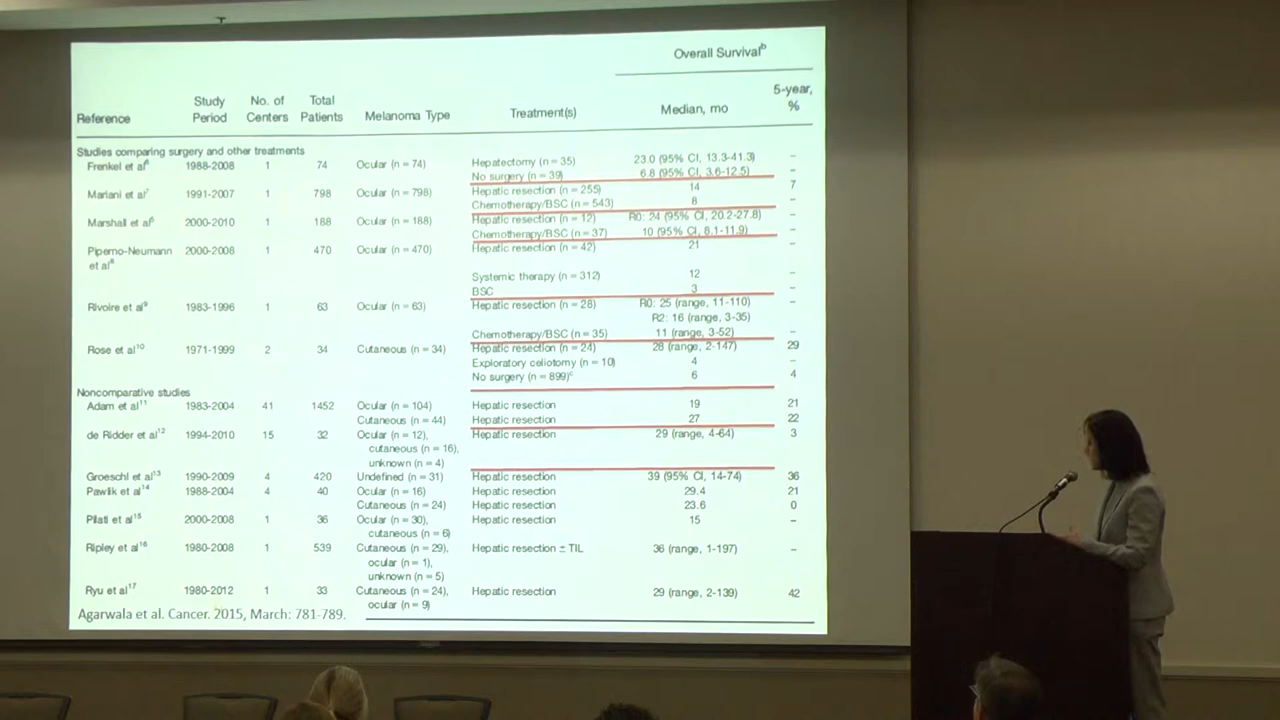 Overall Survivalb
5-year,
Study No. of Total %
Reference Period Centers Patients Melanoma Type Treatment(s) Median, mo
Studies comparing surgery and other treatments
Frenkel et al6 1988-2008 1 74 Ocular (n = 74) Hepatectomy (n = 35) 23.0 (95% CI, 13.3-41.3) –
No surgery (n = 39) 6.8 (95% CI, 3.6-12.5) –
Mariani et al7 1991-2007 1 798 Ocular (n = 798) Hepatic resection (n = 255) 14 7
Chemotherapy/BSC (n = 543) 8 –
Marshall et al5 2000-2010 1 188 Ocular (n = 188) Hepatic resection (n = 12) R0: 24 (95% CI, 20.2-27.8) –
Chemotherapy/BSC (n = 37) 10 (95% CI, 8.1-11.9) –
Piperno-Neumann 2000-2008 1 470 Ocular (n = 470) Hepatic resection (n = 42) 21 –
et al8
Systemic therapy (n = 312) 12 –
BSC 3 –
Rivoire et al9 1983-1996 1 63 Ocular (n = 63) Hepatic resection (n = 28) R0: 25 (range, 11-110) –
R2: 16 (range, 3-35)
Chemotherapy/BSC (n = 35) 11 (range, 3-52) –
Rose et al10 1971-1999 2 34 Cutaneous (n = 34) Hepatic resection (n = 24) 28 (range, 2-147) 29
Exploratory celiotomy (n = 10) 4 –
No surgery (n = 899)c 6 4
Noncomparative studies
Adam et al11 1983-2004 41 1452 Ocular (n = 104) Hepatic resection 19 21
Cutaneous (n = 44) Hepatic resection 27 22
de Ridder et al12 1994-2010 15 32 Ocular (n = 12), Hepatic resection 29 (range, 4-64) 3
cutaneous (n = 16),
unknown (n = 4)
Groeschl et al13 1990-2009 4 420 Undefined (n = 31) Hepatic resection 39 (95% CI, 14-74) 36
Pawlik et al14 1988-2004 4 40 Ocular (n = 16) Hepatic resection 29.4 21
Cutaneous (n = 24) Hepatic resection 23.6 0
Pilati et al15 2000-2008 1 36 Ocular (n = 30), Hepatic resection 15 –
cutaneous (n = 6)
Ripley et al16 1980-2008 1 539 Cutaneous (n = 29), Hepatic resection ± TIL 36 (range, 1-197) –
ocular (n = 1),
unknown (n = 5)
Ryu et al17 1980-2012 1 33 Cutaneous (n = 24), Hepatic resection 29 (range, 2-139) 42
ocular (n = 9)
Agarwala et al. Cancer. 2015, March: 781-789.